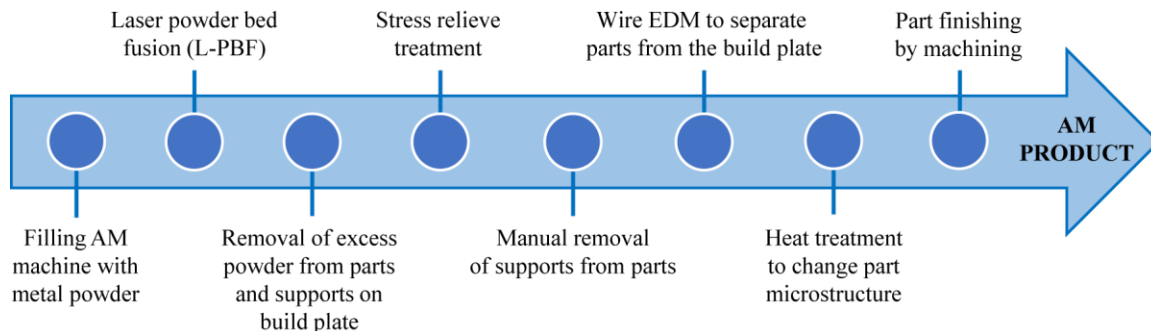 Laser powder bed
fusion (L-PBF)
Stress relieve
treatment
Wire EDM to separate
parts from the build plate
Part finishing
by machining
AM
PRODUCT
Filling AM
machine with
metal powder
Removal of excess
powder from parts
and supports on
build plate
Manual removal
of supports from parts
Heat treatment
to change part
microstructure